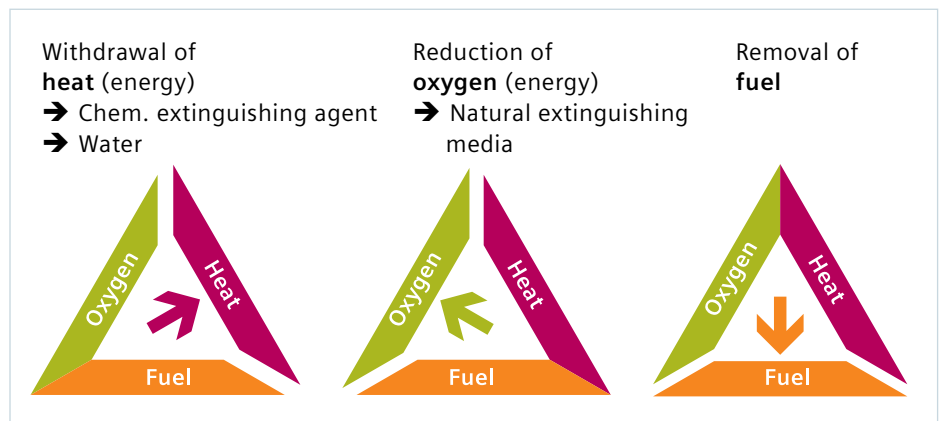 Withdrawal of
heat (energy)
➔ Chem. extinguishing agent
➔ Water
Reduction of
oxygen (energy)
➔ Natural extinguishing
media
Removal of
fuel
Oxygen
Heat
Fuel
Oxygen
Heat
Fuel
Oxygen
Heat
Fuel